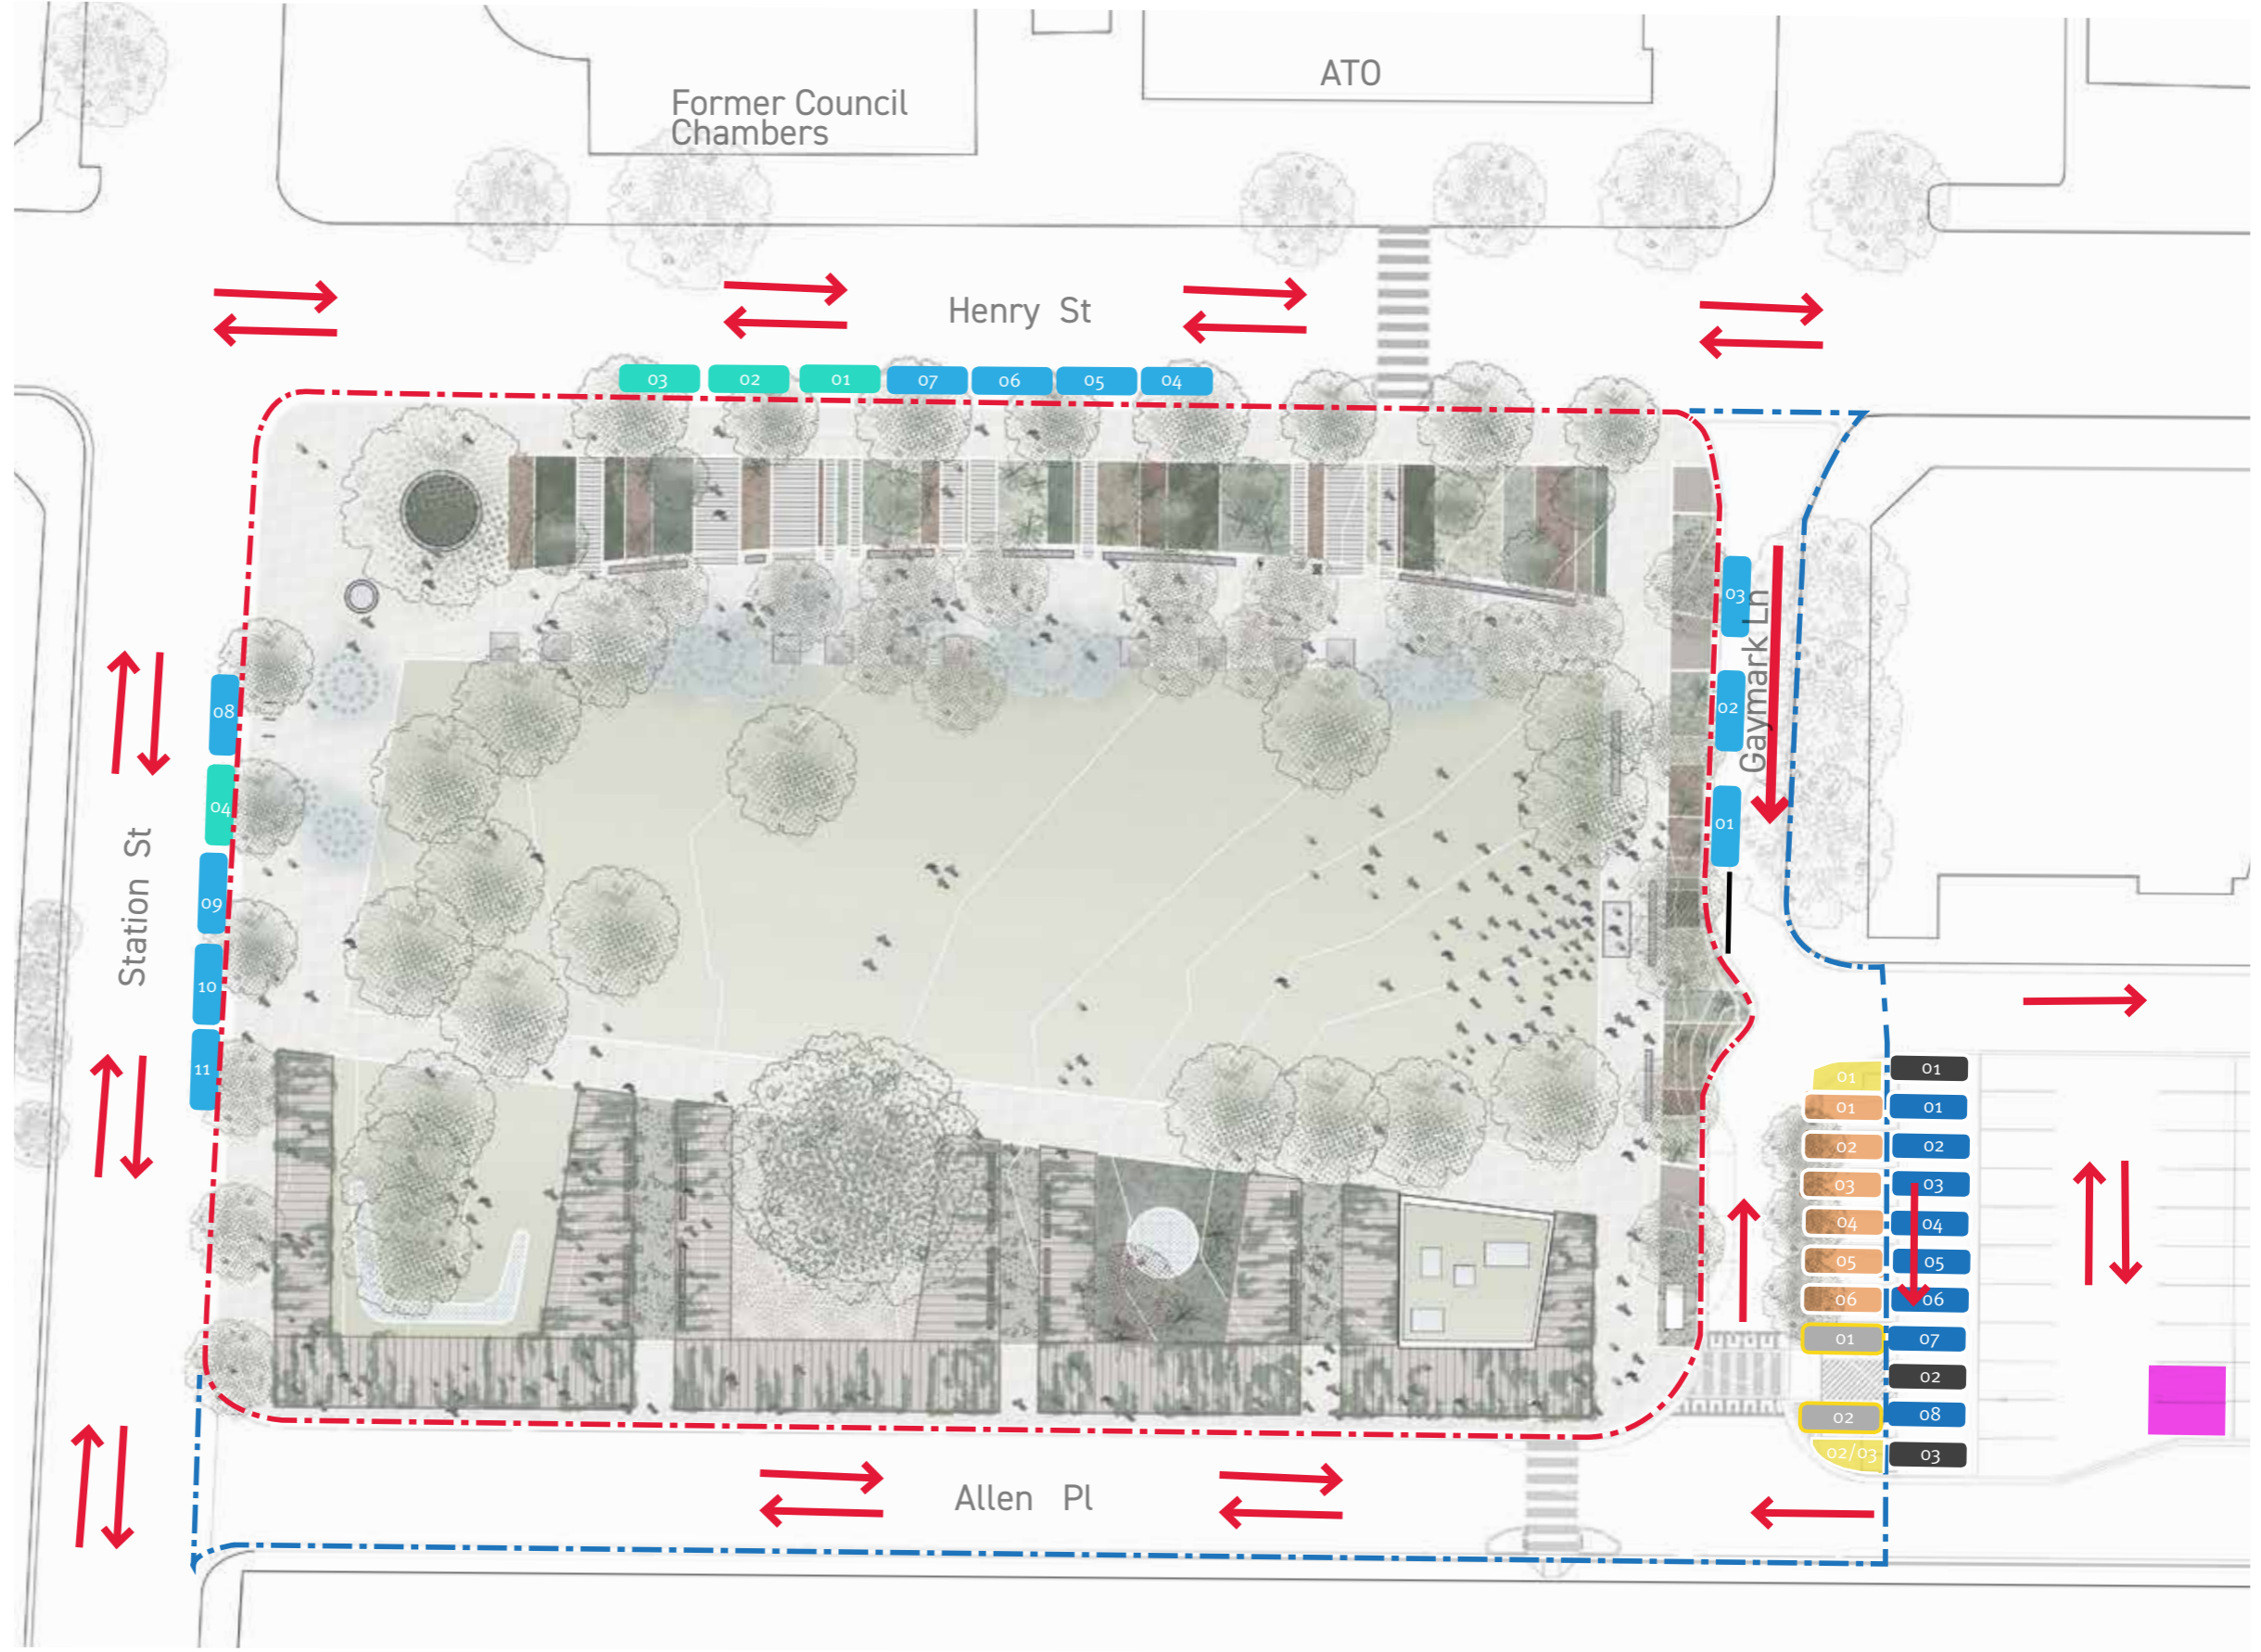 ATO
Former Council
Chambers
Henry St
03 02 01 07 06 05 04
03
02
01
Gaymark Ln
08
04
09
10
11
Station St
01 01
01 01
02 02
03 03
04 04
05 05
06 06
01 07
02
02 08
02/03 03
Allen Pl